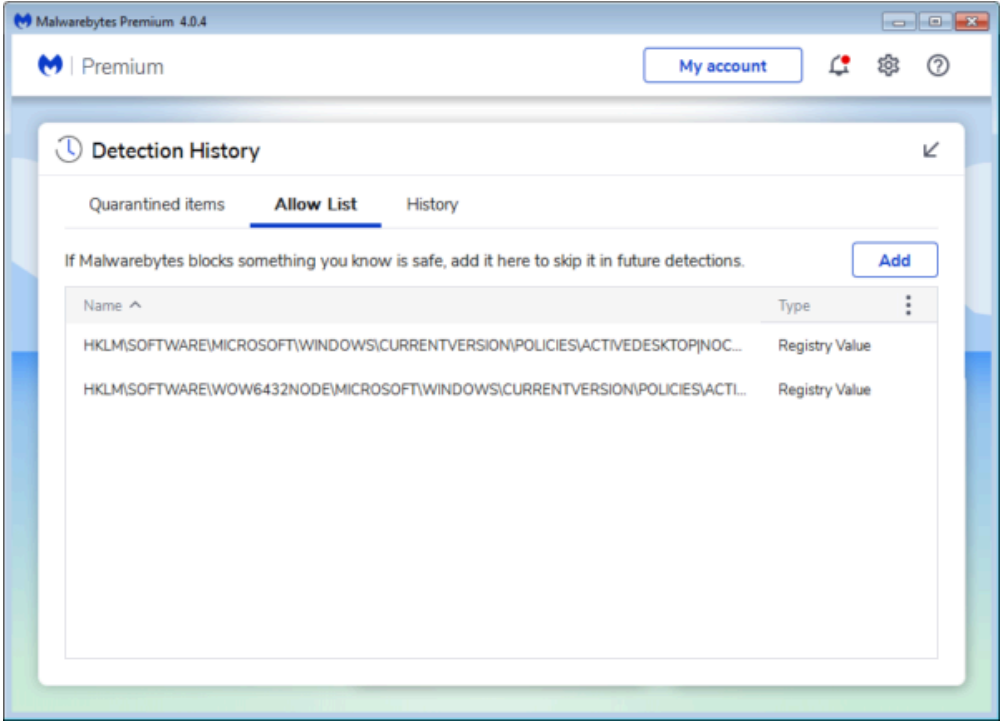 Malwarebytes Premium 4.0.4
Premium
My account
Detection History
Quarantined items Allow List History
If Malwarebytes blocks something you know is safe, add it here to skip it in future detections.
Add
Name Type
HKLM\SOFTWARE\MICROSOFT\WINDOWS\CURRENTVERSION\POLICIES\ACTIVEDESKTOP|NOC... Registry Value
HKLM\SOFTWARE\WOW6432NODE\MICROSOFT\WINDOWS\CURRENTVERSION\POLICIES\ACTI... Registry Value